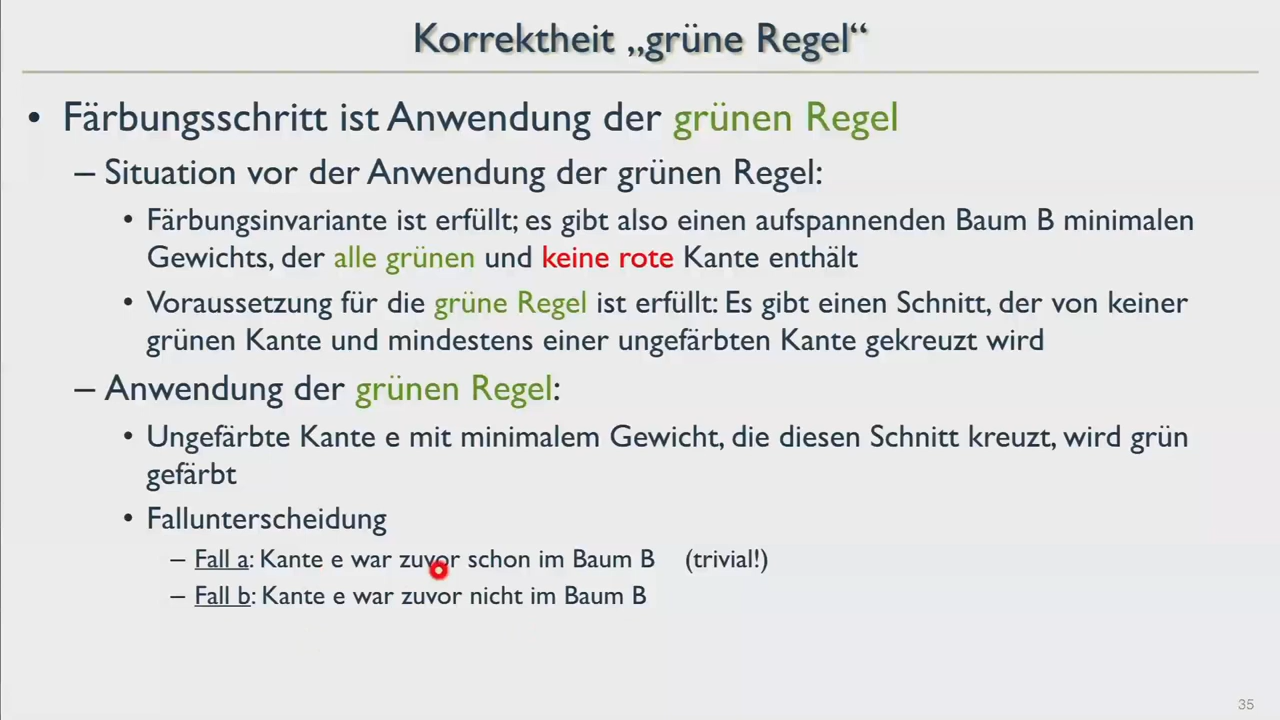 Korrektheit „grüne Regel“
• Färbungsschritt ist Anwendung der grünen Regel
– Situation vor der Anwendung der grünen Regel:
• Färbungsinvariante ist erfüllt; es gibt also einen aufspannenden Baum B minimalen
Gewichts, der alle grünen und keine rote Kante enthält
• Voraussetzung für die grüne Regel ist erfüllt: Es gibt einen Schnitt, der von keiner
grünen Kante und mindestens einer ungefärbten Kante gekreuzt wird
– Anwendung der grünen Regel:
• Ungefärbte Kante e mit minimalem Gewicht, die diesen Schnitt kreuzt, wird grün
gefärbt
• Fallunterscheidung
– Fall a: Kante e war zuvor schon im Baum B (trivial!)
– Fall b: Kante e war zuvor nicht im Baum B
35